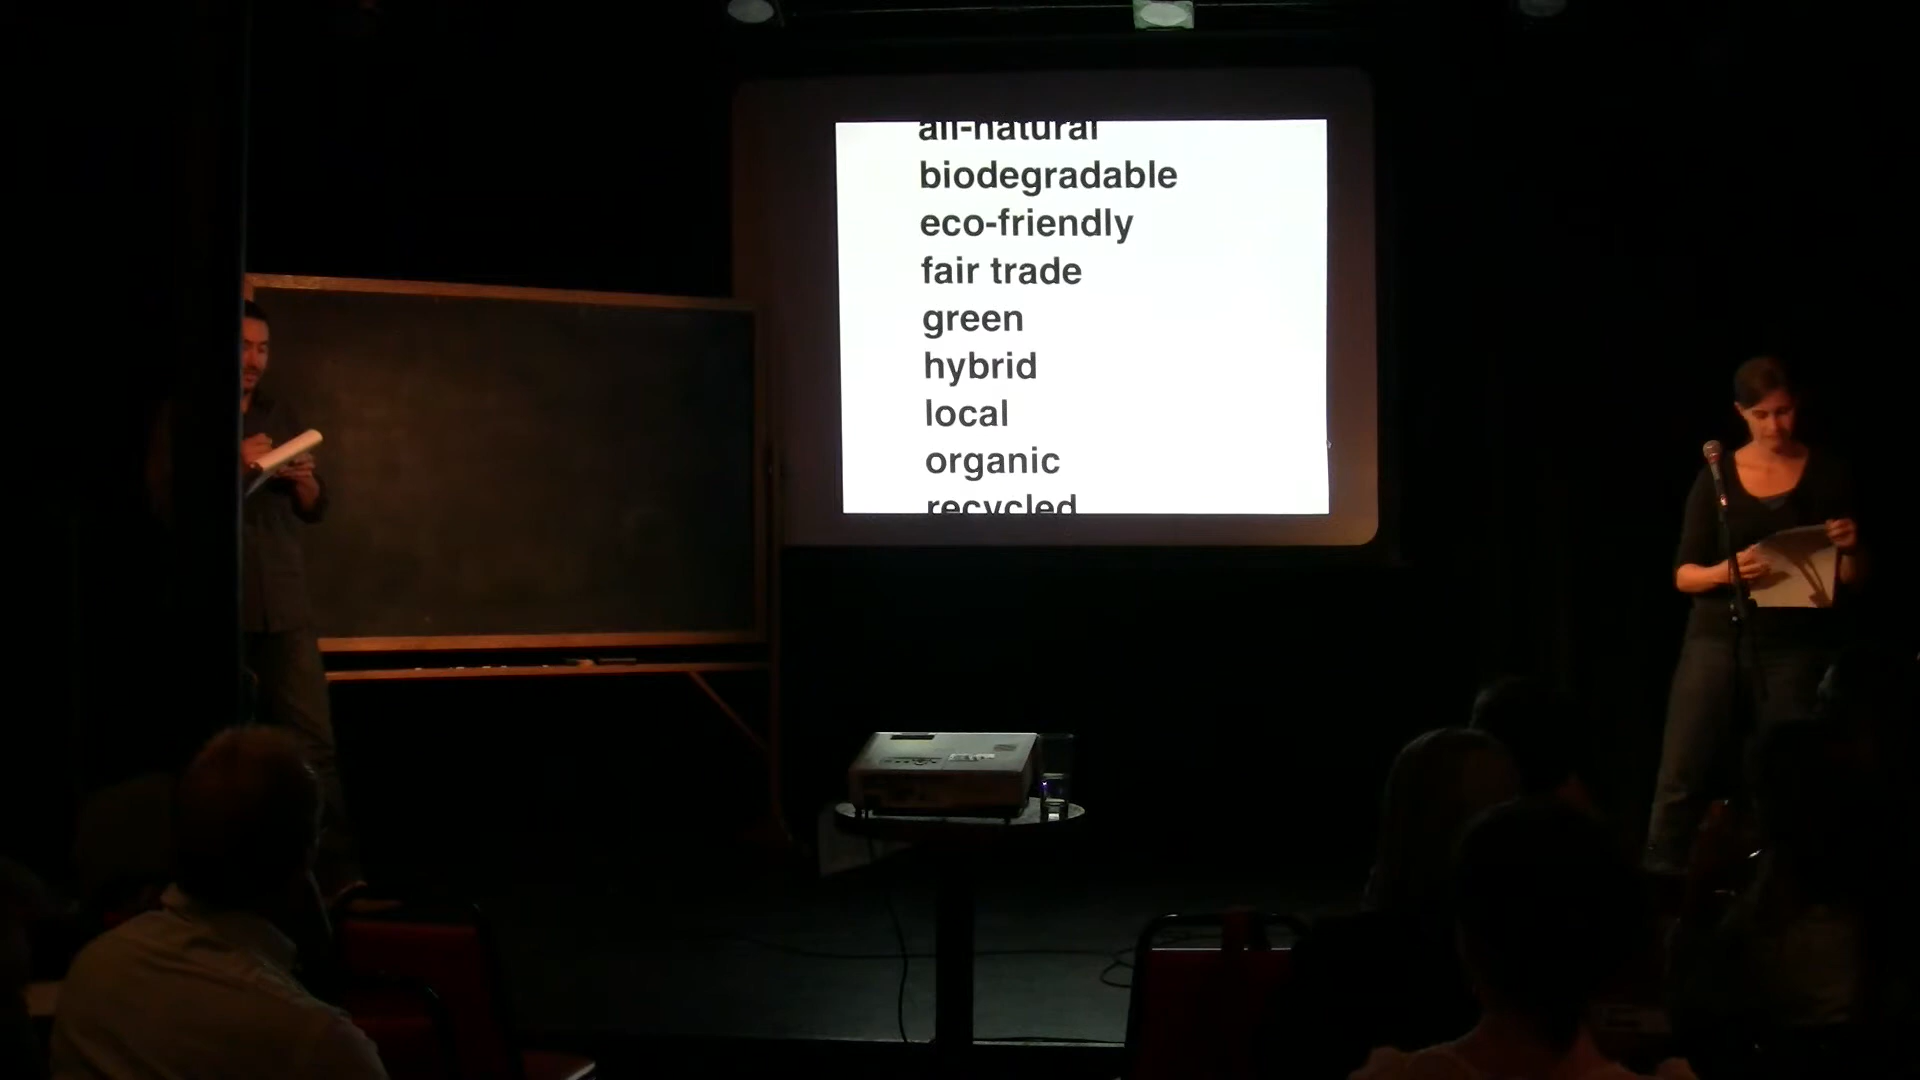 all-natural
biodegradable
eco-friendly
fair trade
green
hybrid
local
organic
recycled